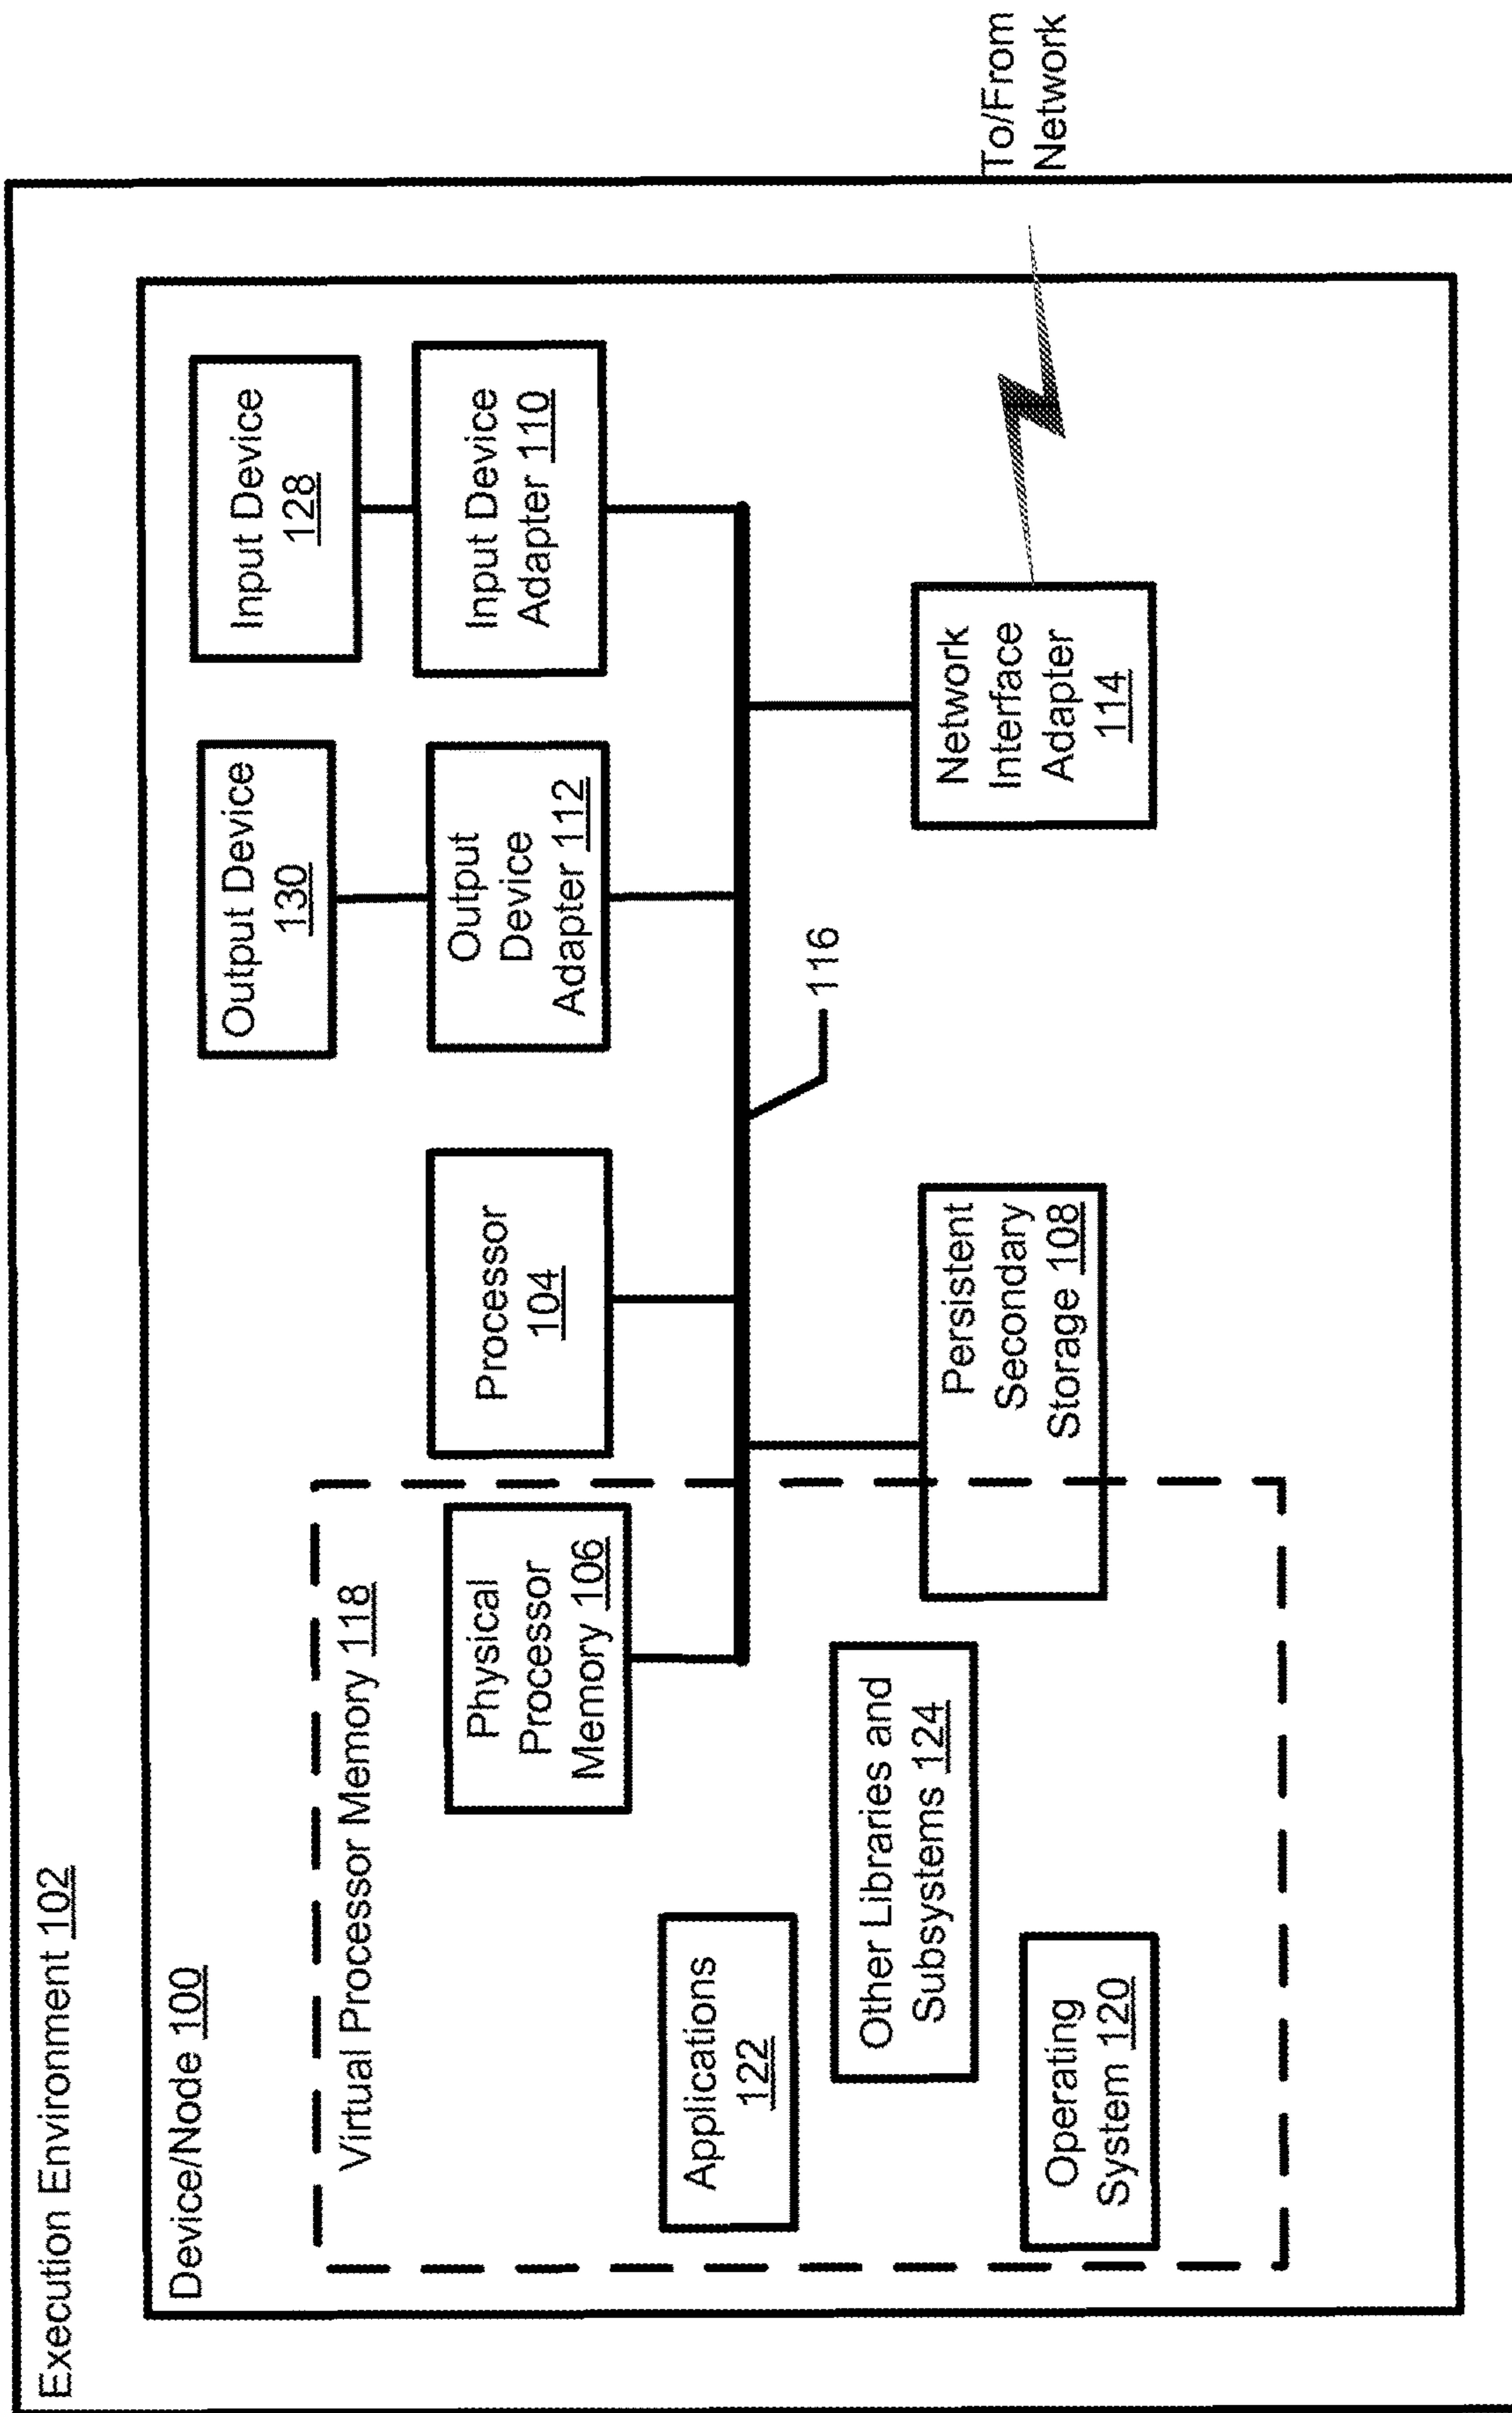 Execution Environment 102
Device/Node 100
Virtual Processor Memory 118
Physical
Processor
Memory 106
Processor
104
Output Device
130
Output
Device
Adapter 112
Input Device
128
Input Device
Adapter 110
116
Applications
122
Other Libraries and
Subsystems 124
Operating
System 120
Persistent
Secondary
Storage 108
Network
Interface
Adapter
114
To/From
Network